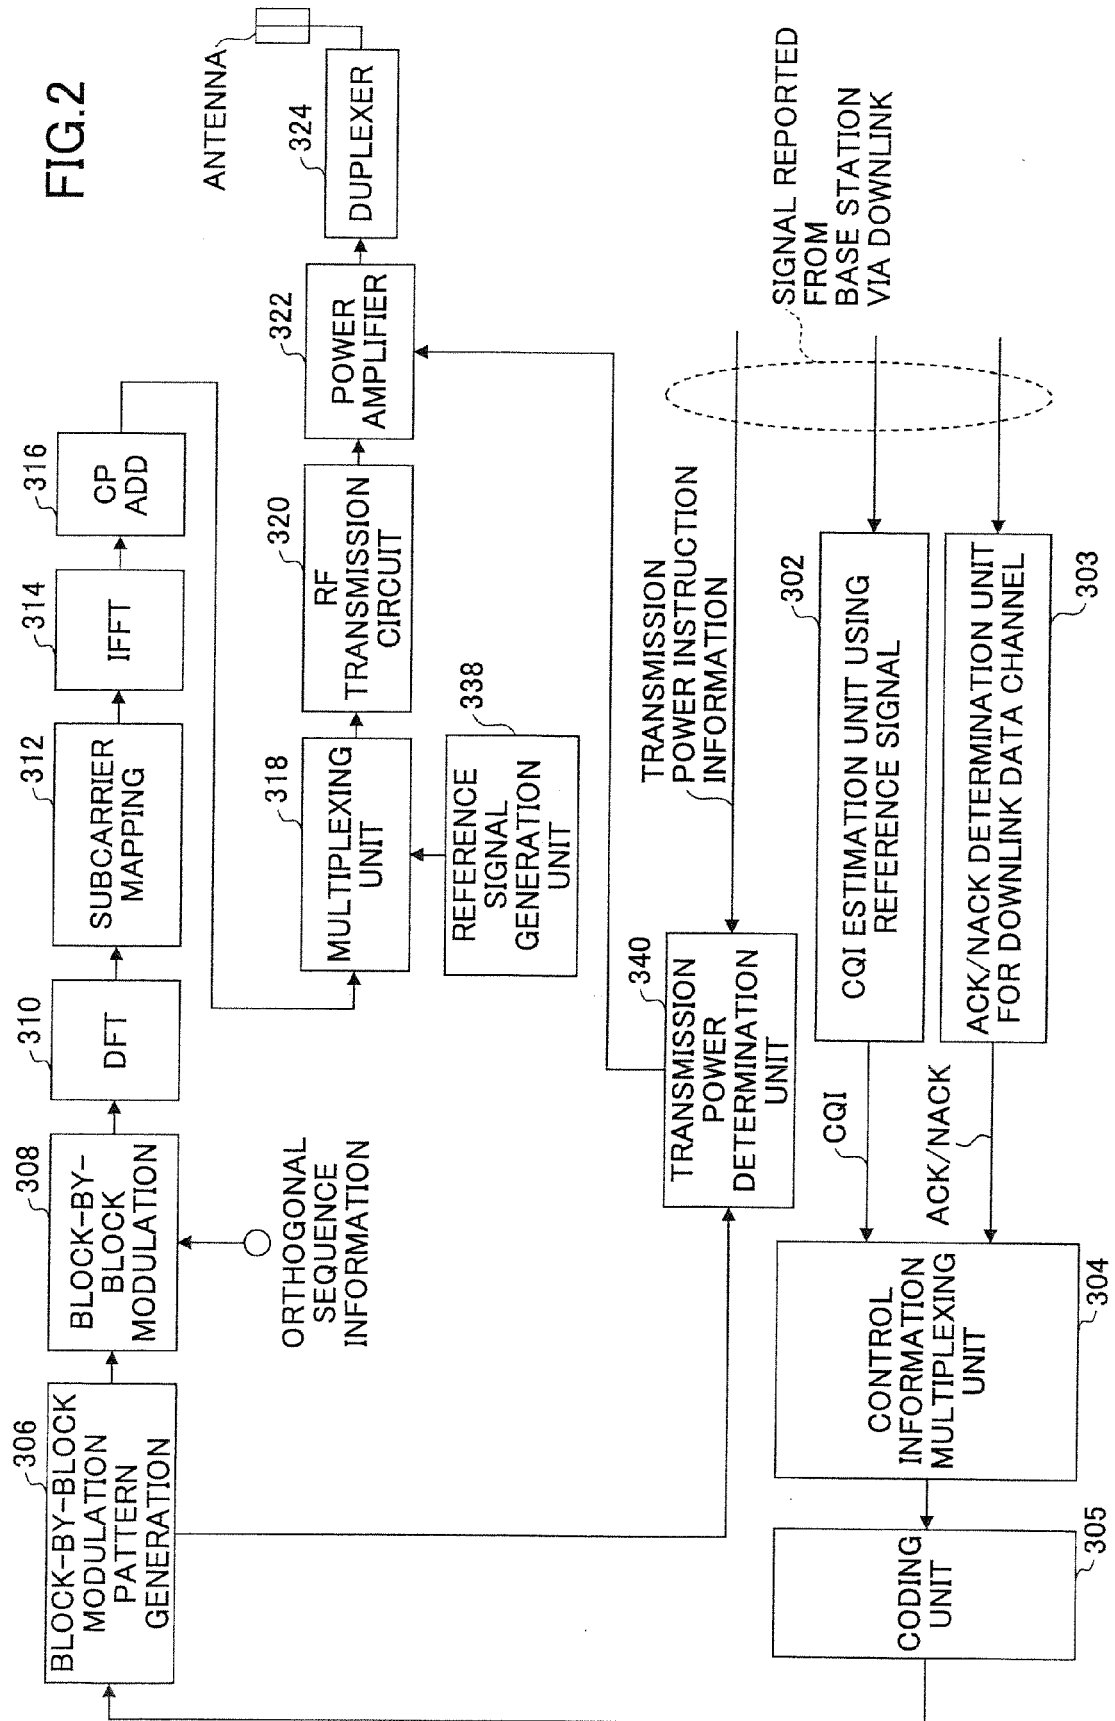 FIG.2
306
BLOCK-BY-BLOCK
MODULATION
PATTERN
GENERATION
308
BLOCK-BY-
BLOCK
MODULATION
ORTHOGONAL
SEQUENCE
INFORMATION
310
DFT
312
SUBCARRIER
MAPPING
314
IFFT
316
CP
ADD
318
MULTIPLEXING
UNIT
338
REFERENCE
SIGNAL
GENERATION
UNIT
320
RF
TRANSMISSION
CIRCUIT
322
POWER
AMPLIFIER
324
DUPLEXER
ANTENNA
340
TRANSMISSION
POWER
DETERMINATION
UNIT
TRANSMISSION
POWER INSTRUCTION
INFORMATION
SIGNAL REPORTED
FROM
BASE STATION
VIA DOWNLINK
302
CQI ESTIMATION UNIT USING
REFERENCE SIGNAL
ACK/NACK DETERMINATION UNIT
FOR DOWNLINK DATA CHANNEL
303
CQI
ACK/NACK
CONTROL
INFORMATION
MULTIPLEXING
UNIT
304
CODING
UNIT
305